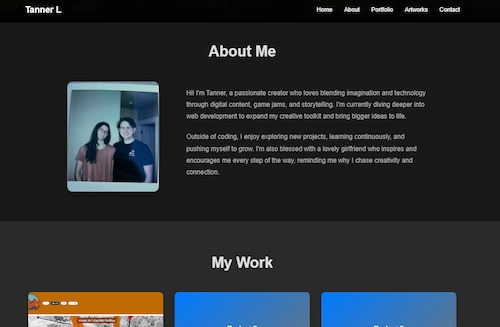 Tanner L
Home About Portfolio Artworks Contact
About Me
Hi! I'm Tanner, a passionate creator who loves blending imagination and technology
through digital content, game jams, and storytelling. I'm currently diving deeper into
web development to expand my creative toolkit and bring bigger ideas to life.
Outside of coding, I enjoy exploring new projects, learning continuously, and
pushing myself to grow. I'm also blessed with a lovely girlfriend who inspires and
encourages me every step of the way, reminding me why I chase creativity and
connection.
My Work